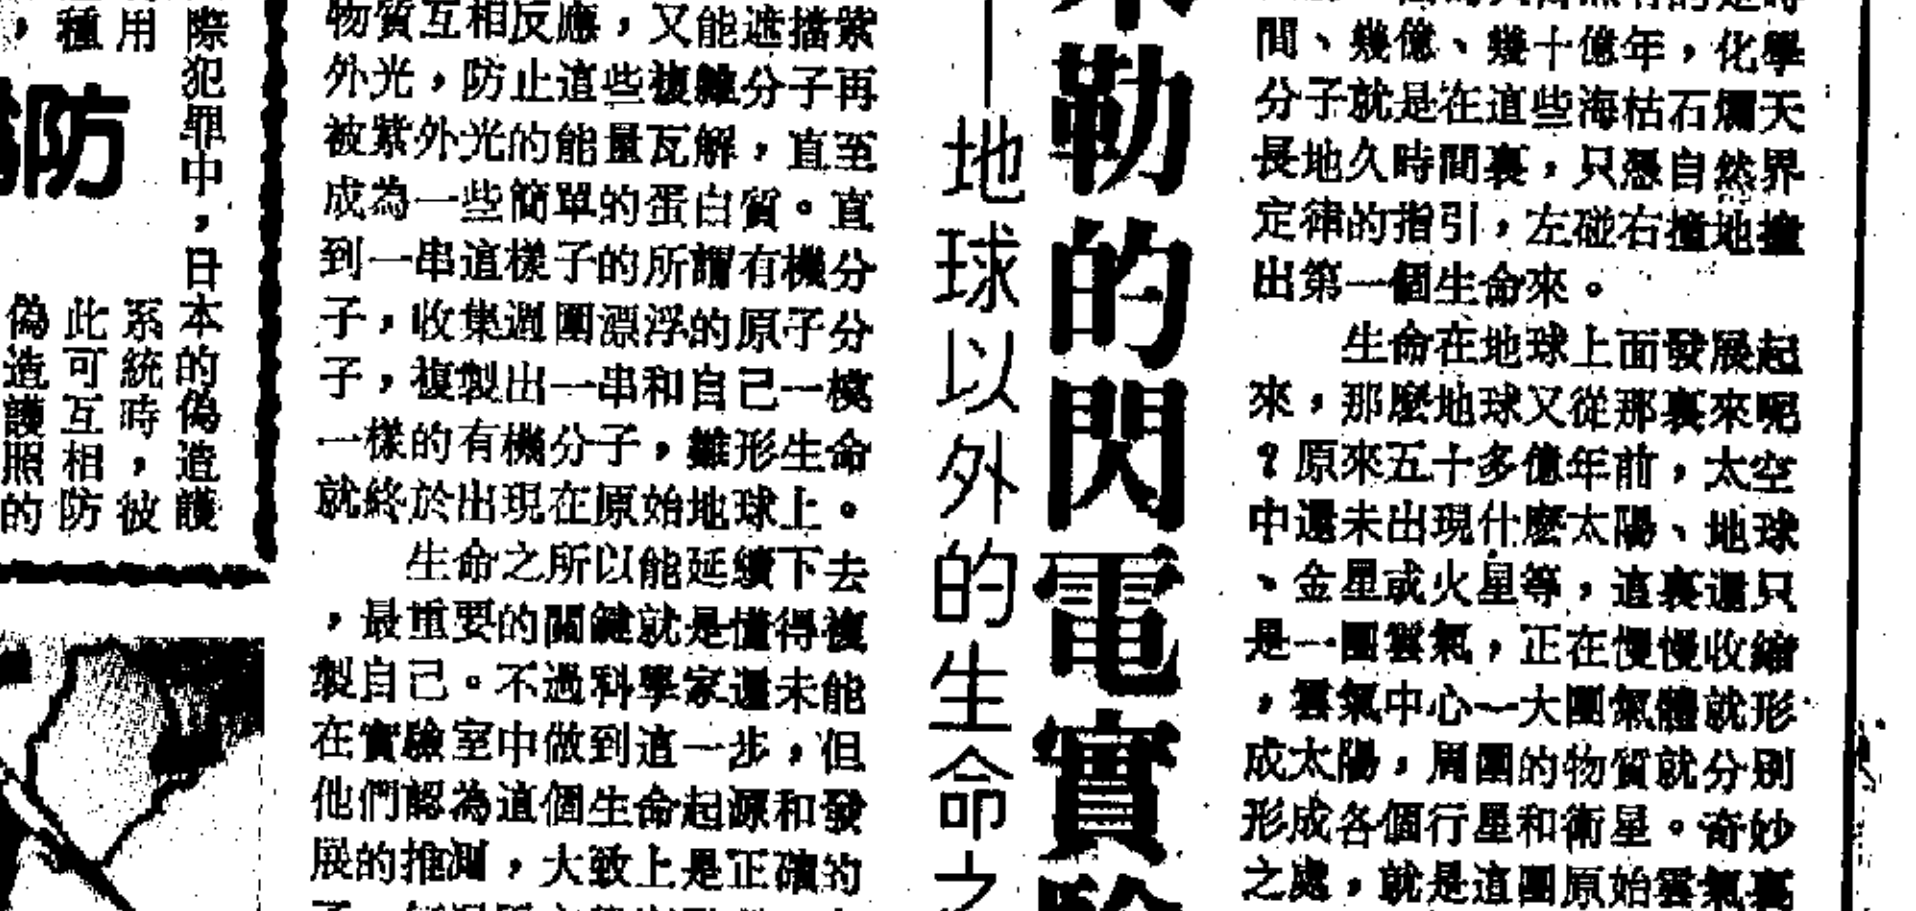 間、幾億、幾十億年，化學
分子就是在這些海枯石爛天
長地久時間裏，只憑自然界
定律的指引，左碰右撞地撞
出第一個生命來。
生命在地球上面發展起
來，那麼地球又從那裏來呢
？原來五十多億年前，太空
中還未出現什麼太陽、地球
、金星或火星等，這裏還只
是一團雲氣，正在慢慢收縮
，雲氣中心一大團氣體就形
成太陽，周圍的物質就分別
形成各個行星和衛星。奇妙
之處，就是這團原始雲氣裏
勒的閃電實驗
——地球以外的生命之
物質互相反應，又能遮擋紫
外光，防止這些複雜分子再
被紫外光的能量瓦解，直至
成為一些簡單的蛋白質。直
到一串這樣子的所謂有機分
子，收集週圍漂浮的原子分
子，複製出一串和自己一模
一樣的有機分子，雛形生命
就終於出現在原始地球上。
生命之所以能延續下去
，最重要的關鍵就是懂得複
製自己。不過科學家還未能
在實驗室中做到這一步，但
他們認為這個生命起源和發
展的推測，大致上是正確的
際犯罪中，日本的偽造護
用
系統時，彼
種
此可互相防
偽造護照的
防